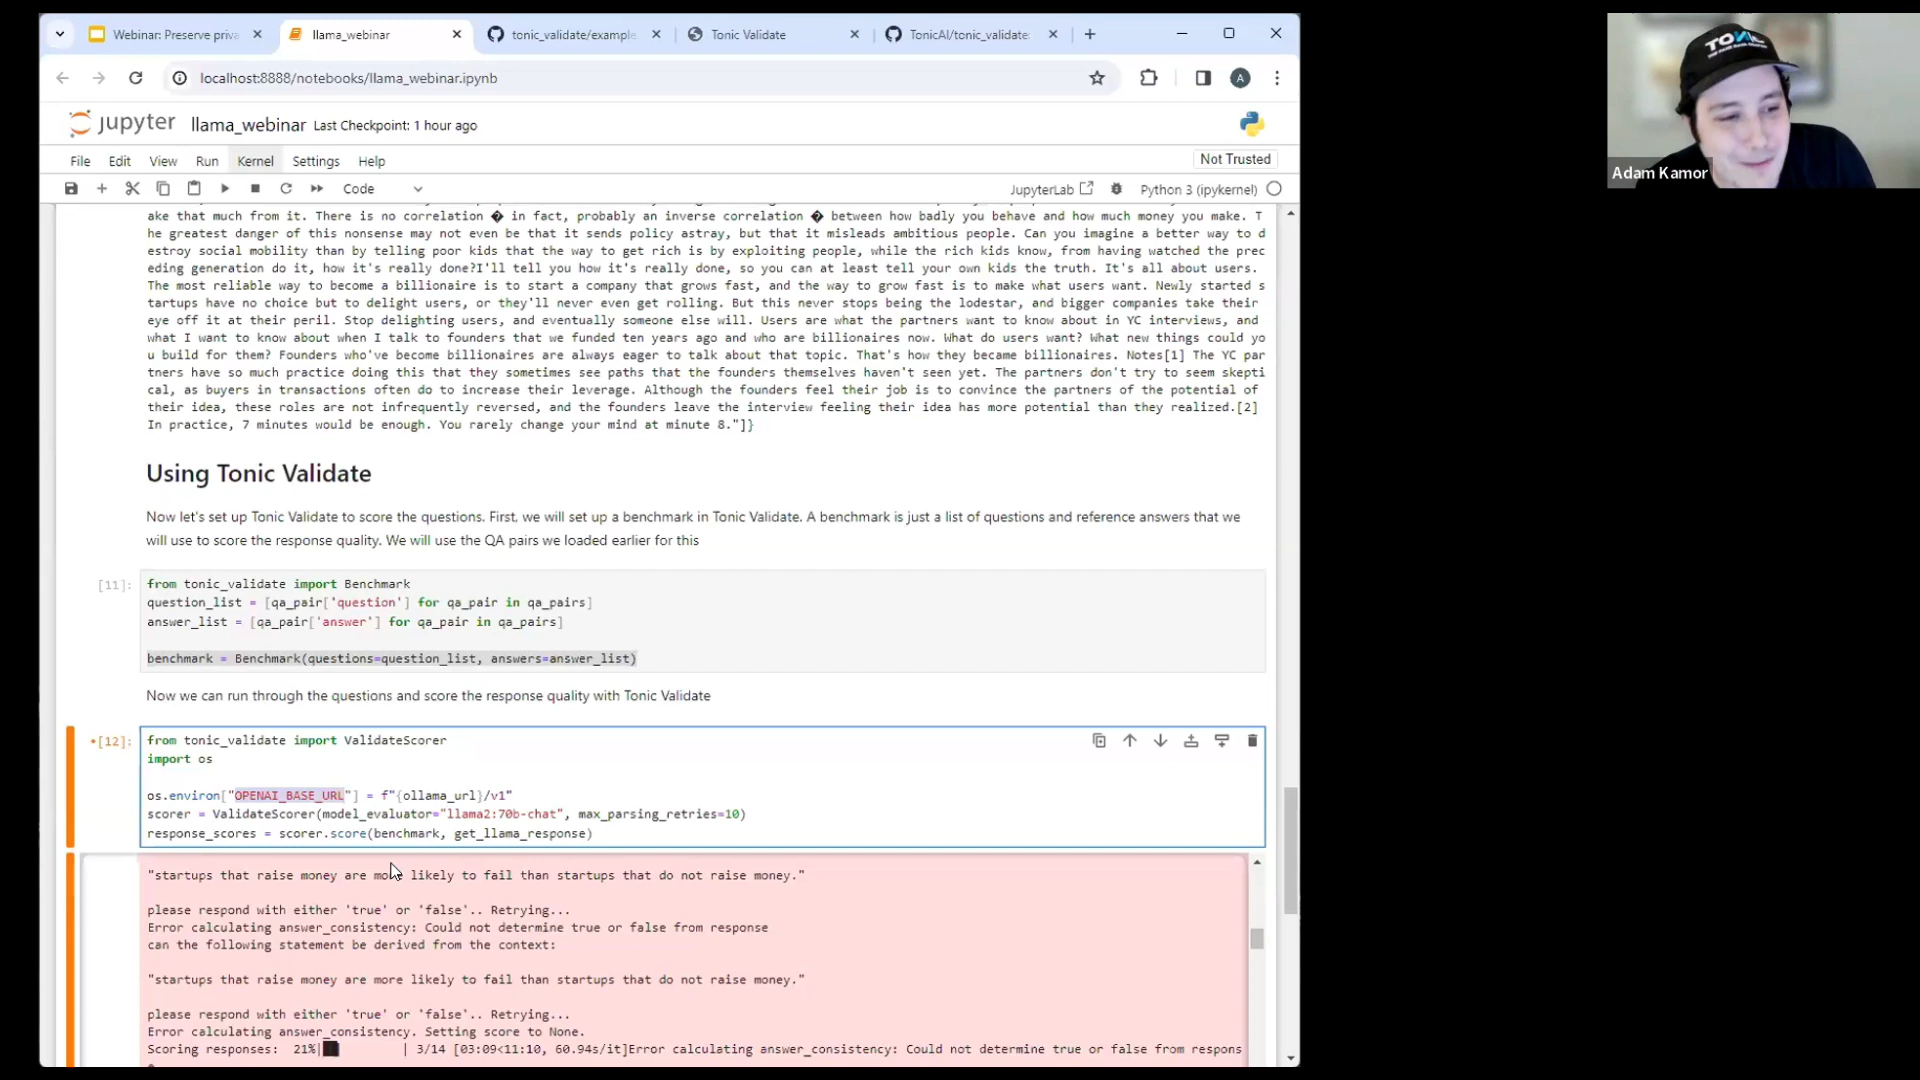 Webinar: Preserve priva
llama_webinar
tonic_validate/example
Tonic Validate
TonicAI/tonic_validate:
localhost:8888/notebooks/llama_webinar.ipynb
A
jupyter
llama_webinar Last Checkpoint: 1 hour ago
File Edit View Run Kernel Settings Help
Not Trusted
Code
JupyterLab
Python 3 (ipykernel)
ake that much from it. There is no correlation � in fact, probably an inverse correlation � between how badly you behave and how much money you make. T
he greatest danger of this nonsense may not even be that it sends policy astray, but that it misleads ambitious people. Can you imagine a better way to d
estroy social mobility than by telling poor kids that the way to get rich is by exploiting people, while the rich kids know, from having watched the prec
eding generation do it, how it's really done?I'll tell you how it's really done, so you can at least tell your own kids the truth. It's all about users.
The most reliable way to become a billionaire is to start a company that grows fast, and the way to grow fast is to make what users want. Newly started s
tartups have no choice but to delight users, or they'll never even get rolling. But this never stops being the lodestar, and bigger companies take their
eye off it at their peril. Stop delighting users, and eventually someone else will. Users are what the partners want to know about in YC interviews, and
what I want to know about when I talk to founders that we funded ten years ago and who are billionaires now. What do users want? What new things could yo
u build for them? Founders who've become billionaires are always eager to talk about that topic. That's how they became billionaires. Notes[1] The YC par
tners have so much practice doing this that they sometimes see paths that the founders themselves haven't seen yet. The partners don't try to seem skepti
cal, as buyers in transactions often do to increase their leverage. Although the founders feel their job is to convince the partners of the potential of
their idea, these roles are not infrequently reversed, and the founders leave the interview feeling their idea has more potential than they realized.[2]
In practice, 7 minutes would be enough. You rarely change your mind at minute 8."]}
Using Tonic Validate
Now let's set up Tonic Validate to score the questions. First, we will set up a benchmark in Tonic Validate. A benchmark is just a list of questions and reference answers that we
will use to score the response quality. We will use the QA pairs we loaded earlier for this
[11]:
from tonic_validate import Benchmark
question_list = [qa_pair['question'] for qa_pair in qa_pairs]
answer_list = [qa_pair['answer'] for qa_pair in qa_pairs]
benchmark = Benchmark(questions=question_list, answers=answer_list)
Now we can run through the questions and score the response quality with Tonic Validate
•[12]:
from tonic_validate import ValidateScorer
import os
os.environ["OPENAI_BASE_URL"] = f"{ollama_url}/v1"
scorer = ValidateScorer(model_evaluator="llama2:70b-chat", max_parsing_retries=10)
response_scores = scorer.score(benchmark, get_llama_response)
"startups that raise money are more likely to fail than startups that do not raise money."
please respond with either 'true' or 'false'.. Retrying...
Error calculating answer_consistency: Could not determine true or false from response
can the following statement be derived from the context:
"startups that raise money are more likely to fail than startups that do not raise money."
please respond with either 'true' or 'false'.. Retrying...
Error calculating answer_consistency. Setting score to None.
Scoring responses: 21%|██ | 3/14 [03:09<11:10, 60.94s/it]Error calculating answer_consistency: Could not determine true or false from respons
Adam Kamor